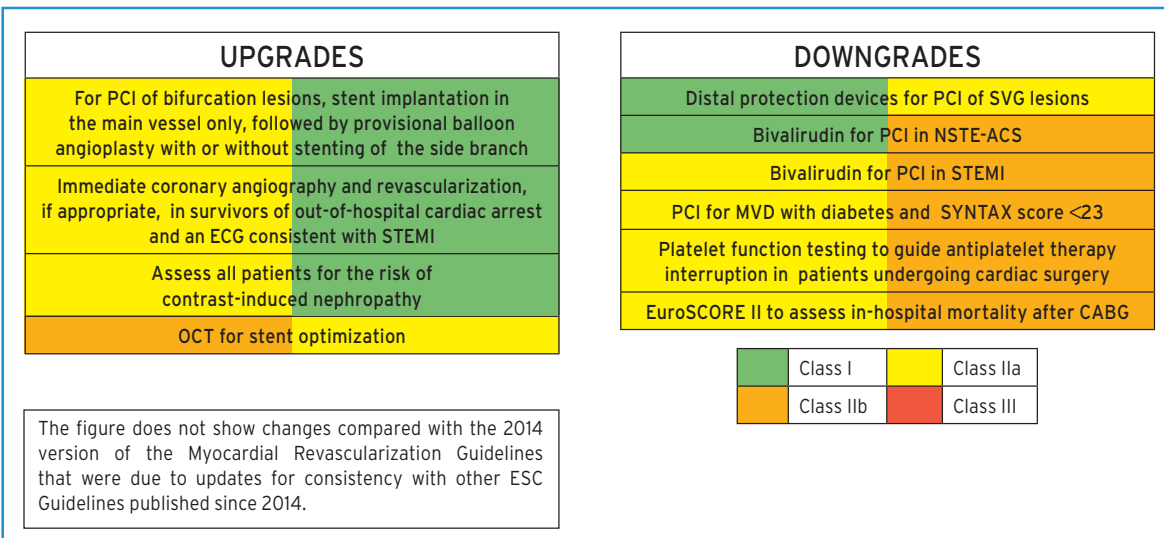 UPGRADES
For PCI of bifurcation lesions, stent implantation in
the main vessel only, followed by provisional balloon
angioplasty with or without stenting of the side branch
Immediate coronary angiography and revascularization,
if appropriate, in survivors of out-of-hospital cardiac arrest
and an ECG consistent with STEMI
Assess all patients for the risk of
contrast-induced nephropathy
OCT for stent optimization
The figure does not show changes compared with the 2014
version of the Myocardial Revascularization Guidelines
that were due to updates for consistency with other ESC
Guidelines published since 2014.
DOWNGRADES
Distal protection devices for PCI of SVG lesions
Bivalirudin for PCI in NSTE-ACS
Bivalirudin for PCI in STEMI
PCI for MVD with diabetes and SYNTAX score <23
Platelet function testing to guide antiplatelet therapy
interruption in patients undergoing cardiac surgery
EuroSCORE II to assess in-hospital mortality after CABG
Class I
Class IIa
Class IIb
Class III